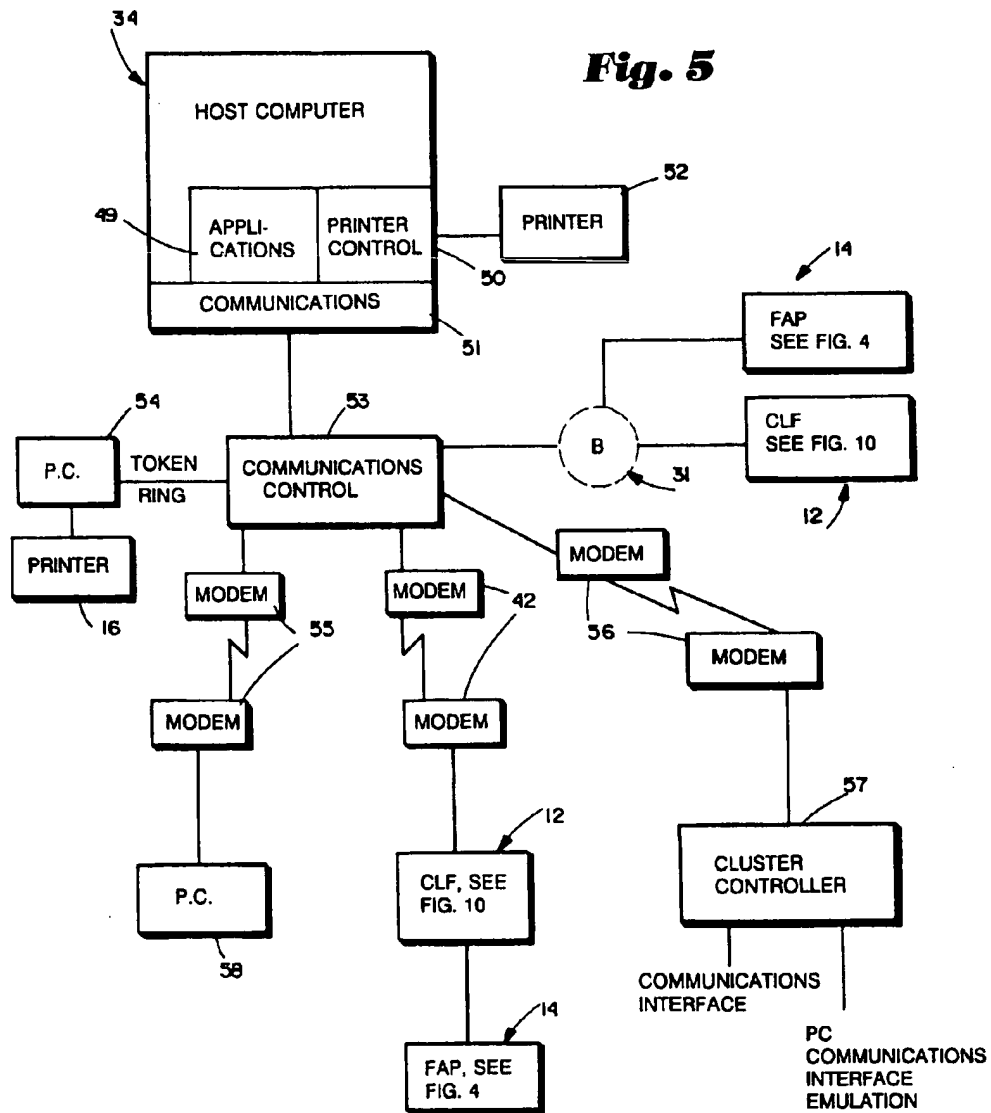 34
Fig. 5
HOST COMPUTER
52
49
APPLI-
CATIONS
PRINTER
CONTROL
PRINTER
50
14
COMMUNICATIONS
51
FAP
SEE FIG. 4
54
53
CLF
SEE FIG. 10
P.C.
TOKEN
RING
COMMUNICATIONS
CONTROL
B
31
12
PRINTER
16
MODEM
MODEM
MODEM
55
42
56
MODEM
MODEM
MODEM
57
12
P.C.
58
CLF, SEE
FIG. 10
CLUSTER
CONTROLLER
COMMUNICATIONS
INTERFACE
14
FAP, SEE
FIG. 4
PC
COMMUNICATIONS
INTERFACE
EMULATION